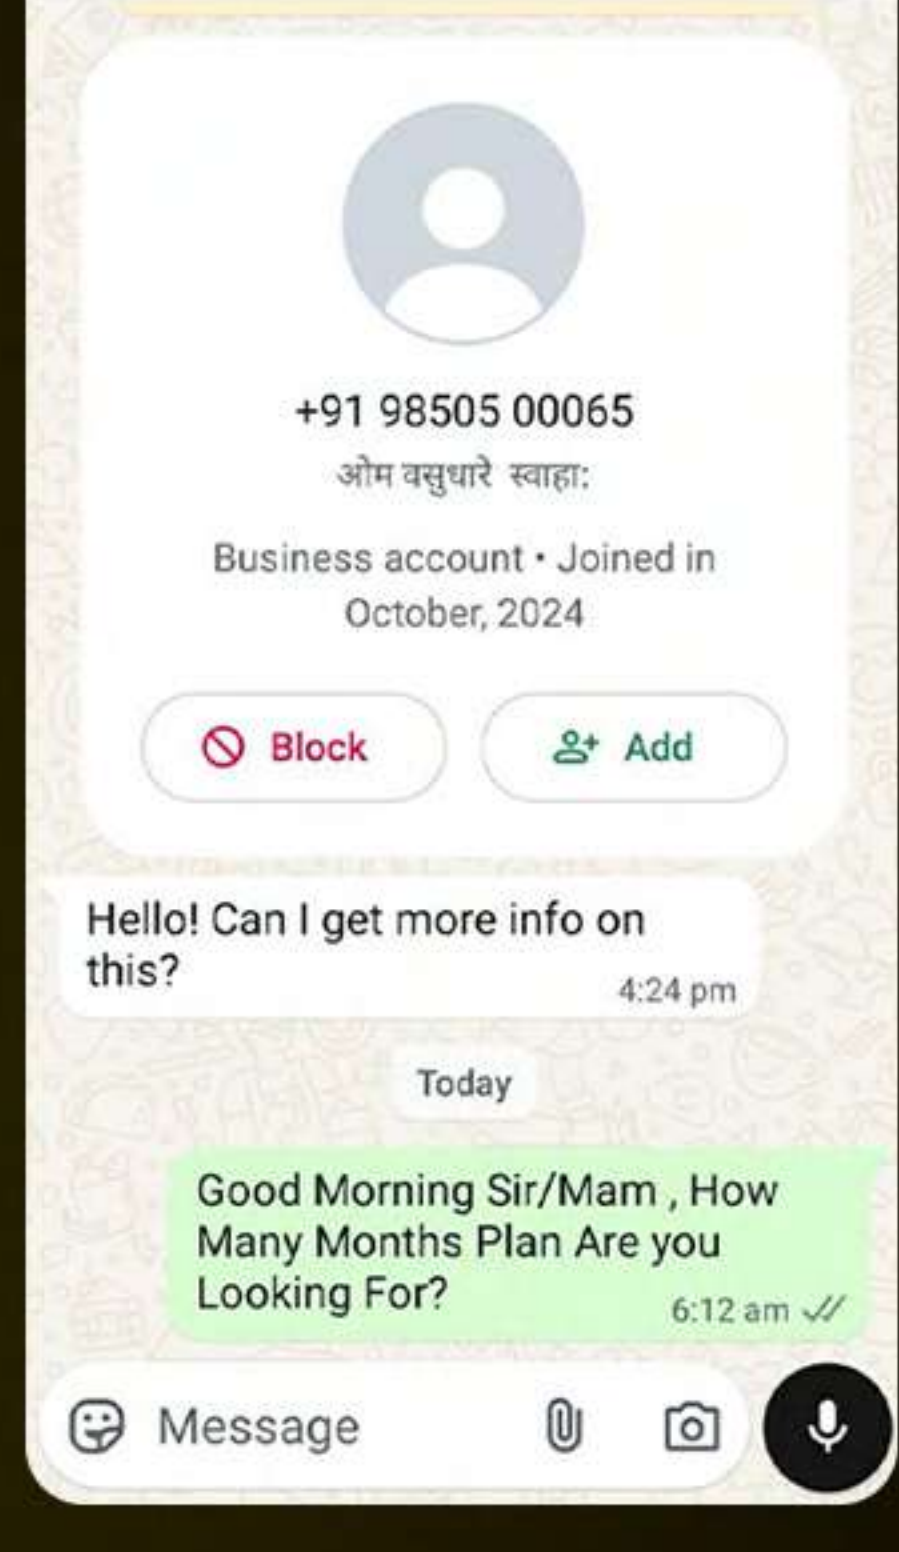 +91 98505 00065
ओम वसुधारे स्वाहा:
Business account • Joined in
October, 2024
Block
Add
Hello! Can I get more info on
this?
4:24 pm
Today
Good Morning Sir/Mam , How
Many Months Plan Are you
Looking For?
6:12 am
Message